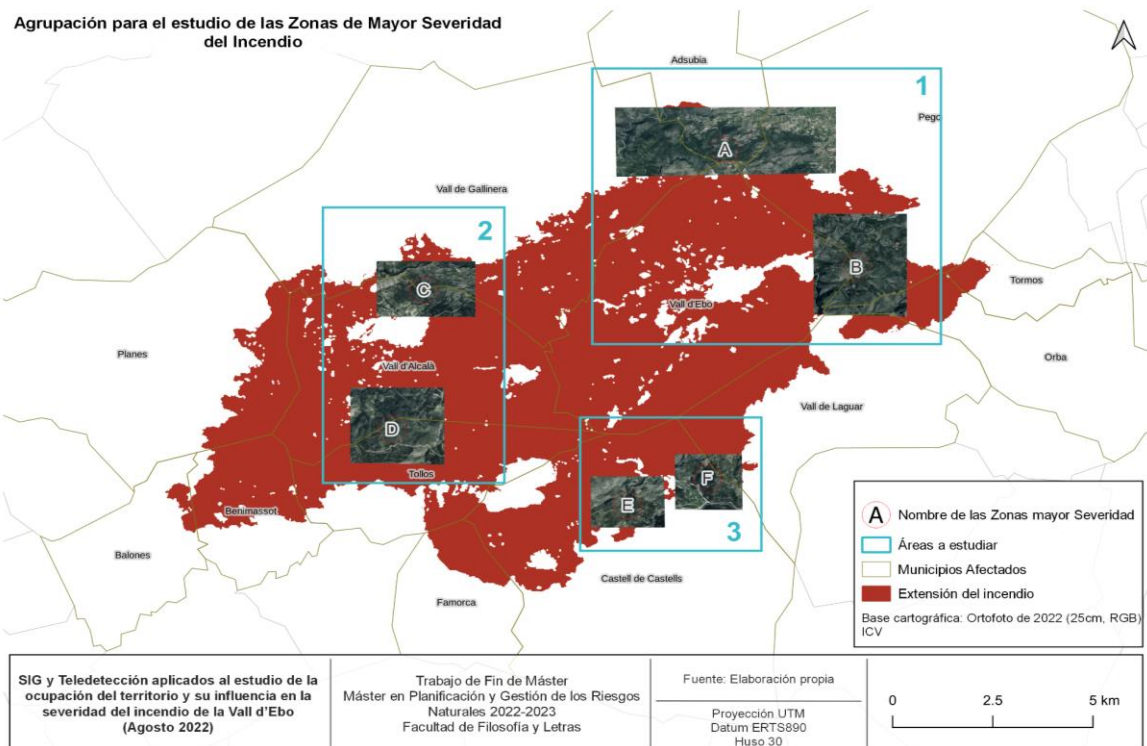 Agrupación para el estudio de las Zonas de Mayor Severidad
del Incendio
Adsubia
1
Pego
A
Vall de Gallinera
2
B
C
Tormos
Vall d'Ebo
Planes
Orba
Vall d'Alcalà
Vall de Laguar
D
Tollos
F
E
Benimassot
3
Balones
Castell de Castells
Famorca
A Nombre de las Zonas mayor Severidad
Áreas a estudiar
Municipios Afectados
Extensión del incendio
Base cartográfica: Ortofoto de 2022 (25cm, RGB)
ICV
SIG y Teledetección aplicados al estudio de la
ocupación del territorio y su influencia en la
severidad del incendio de la Vall d'Ebo
(Agosto 2022)
Trabajo de Fin de Máster
Máster en Planificación y Gestión de los Riesgos
Naturales 2022-2023
Facultad de Filosofía y Letras
Fuente: Elaboración propia
Proyección UTM
Datum ERTS890
Huso 30
0 2.5 5 km